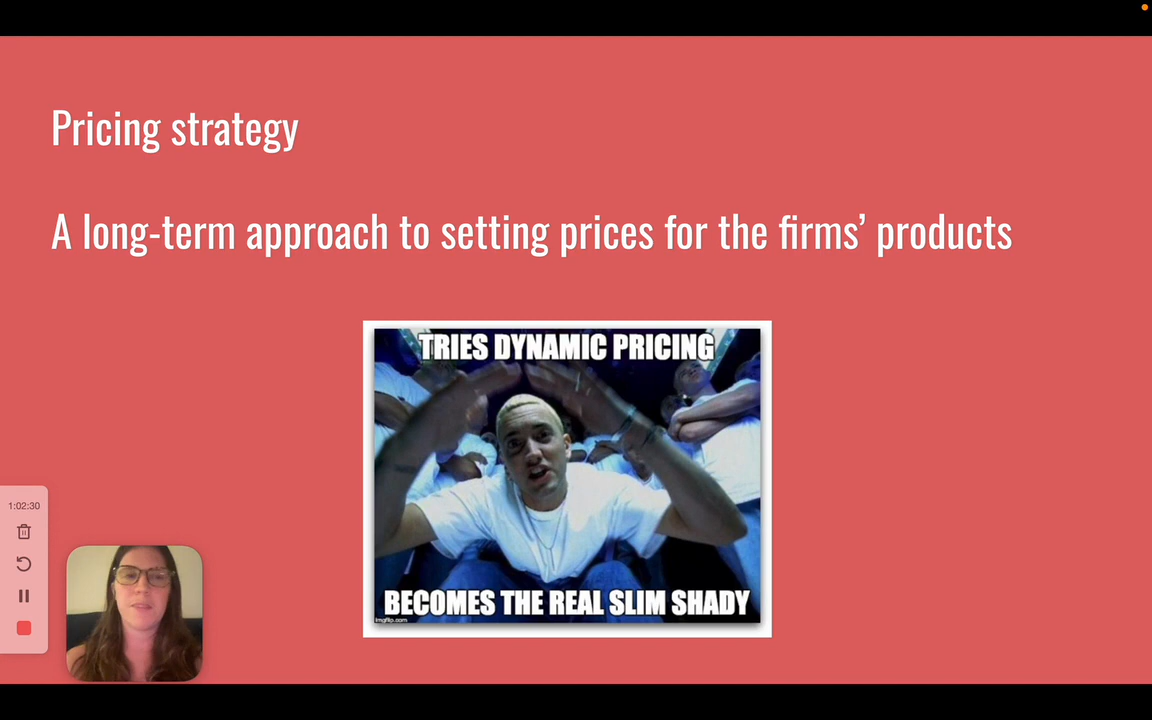 Pricing strategy
A long-term approach to setting prices for the firms’ products
TRIES DYNAMIC PRICING
BECOMES THE REAL SLIM SHADY
imgflip.com
1:02:30